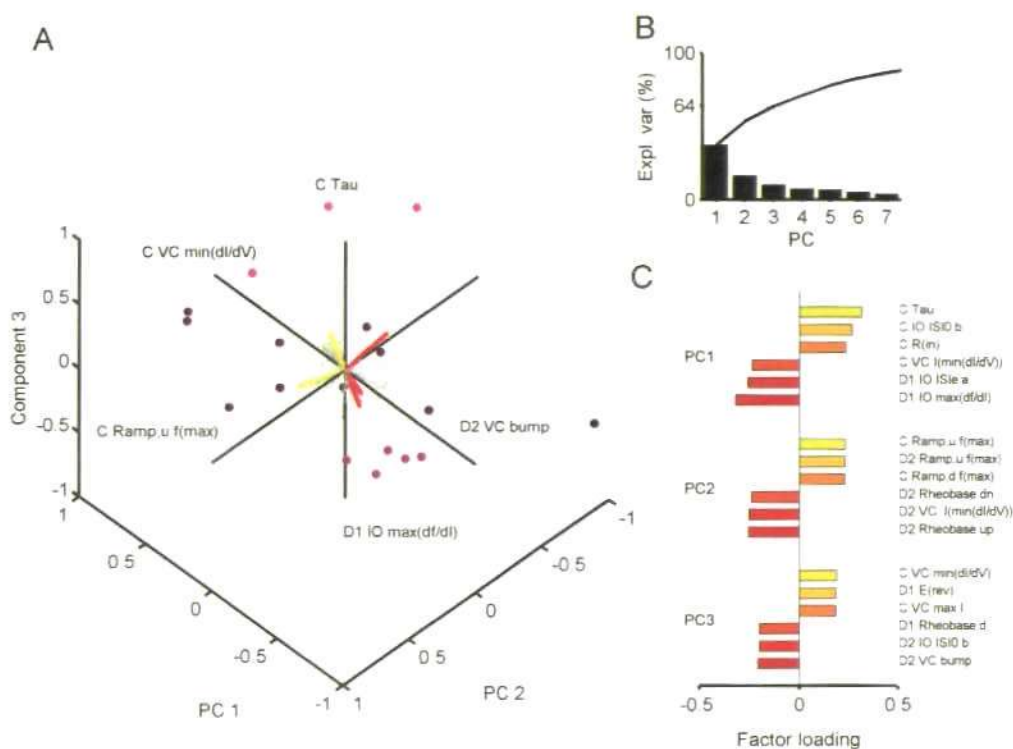 A
C Tau
C VC min(dI/dV)
1
0.5
0
-0.5
-1
Component 3
C Ramp.u f(max)
D2 VC bump
D1 IO max(df/dI)
1
0 5
0
-0.5
-1
PC 1
1
0.5
0
-0.5
-1
PC 2
B
100
64
0
Expl var (%)
1 2 3 4 5 6 7
PC
C
PC1
C Tau
C IO ISI0 b
C R(in)
C VC I(min(dI/dV))
D1 IO ISIe a
D1 IO max(df/dI)
PC2
C Ramp.u f(max)
D2 Ramp.u f(max)
C Ramp.d f(max)
D2 Rheobase dn
D2 VC I(min(dI/dV))
D2 Rheobase up
PC3
C VC min(dI/dV)
D1 E(rev)
C VC max I
D1 Rheobase d
D2 IO ISI0 b
D2 VC bump
-0.5 0 0 5
Factor loading